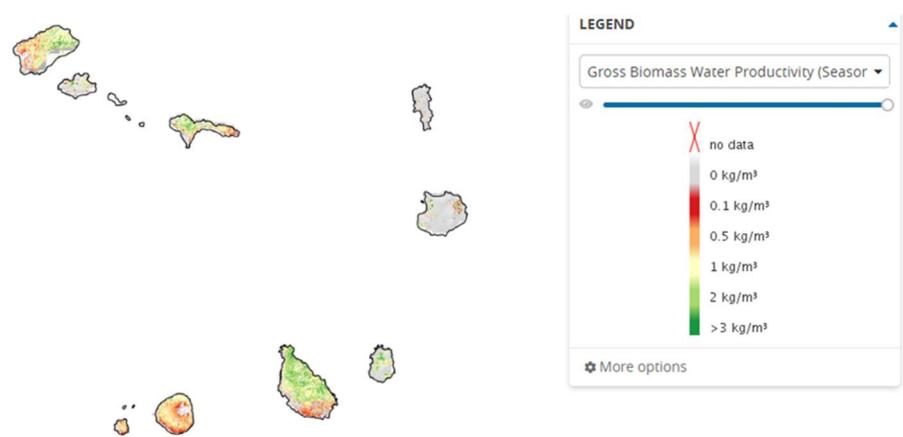 LEGEND
Gross Biomass Water Productivity (Seasor
no data
0 kg/m³
0.1 kg/m³
0.5 kg/m³
1 kg/m³
2 kg/m³
>3 kg/m³
More options